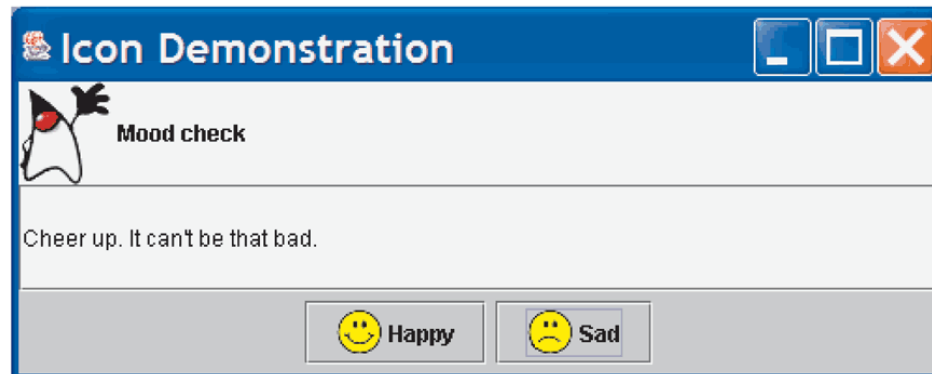 Icon Demonstration
Mood check
Cheer up. It can't be that bad.
Happy Sad